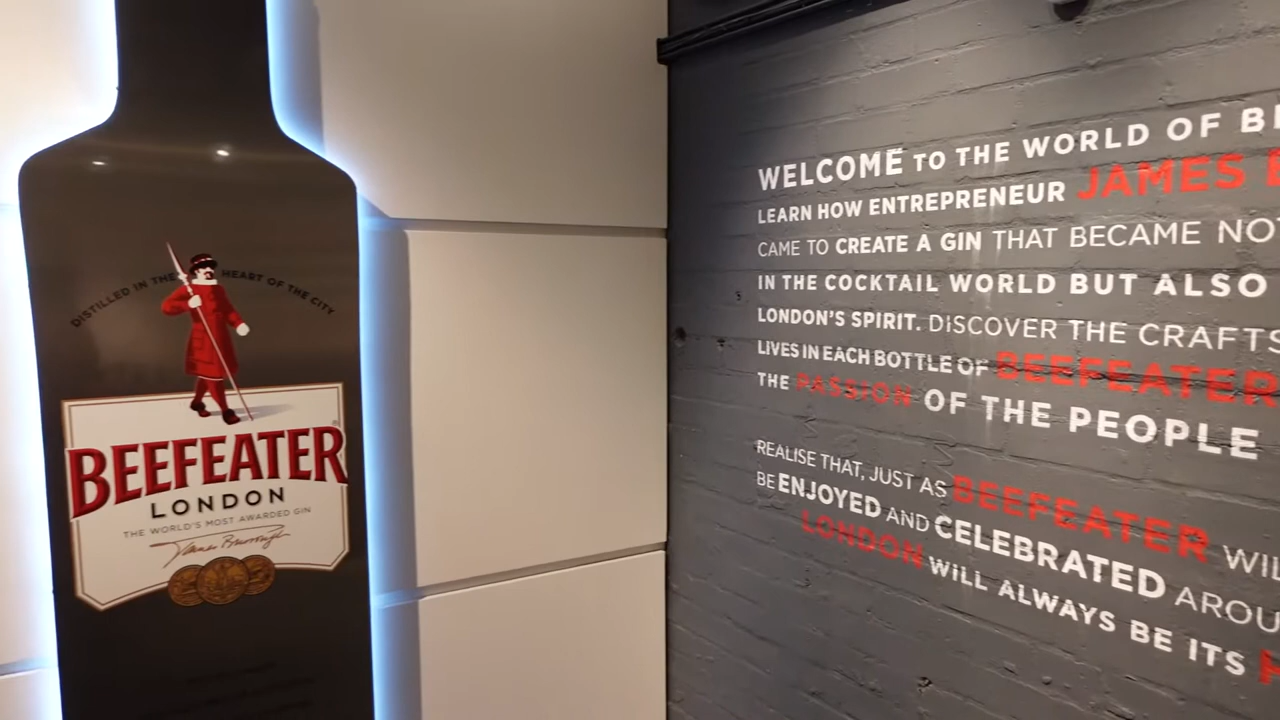 DISTILLED IN THE HEART OF THE CITY
BEEFEATER
LONDON
THE WORLD'S MOST AWARDED GIN
James Burrough
WELCOME TO THE WORLD OF
LEARN HOW ENTREPRENEUR JAMES
CAME TO CREATE A GIN THAT BECAME
IN THE COCKTAIL WORLD BUT ALSO
LONDON'S SPIRIT. DISCOVER THE
LIVES IN EACH BOTTLE OF BEEFEATER
THE PASSION OF THE PEOPLE
REALISE THAT, JUST AS BEEFEATER
BE ENJOYED AND CELEBRATED
LONDON WILL ALWAYS BE ITS